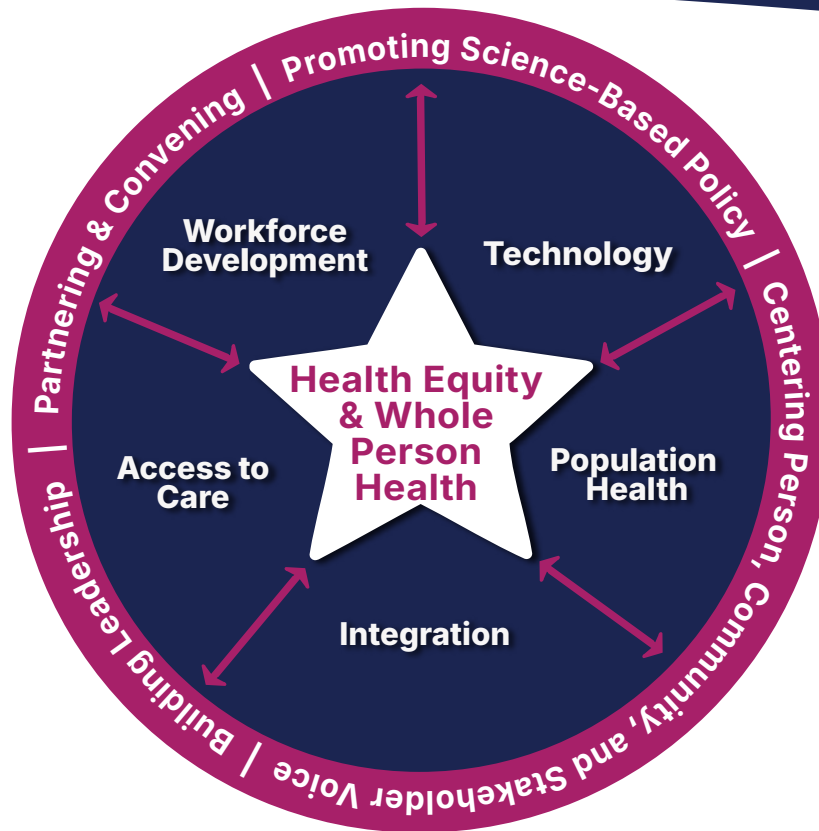 Partnering & Convening | Promoting Science-Based Policy | Centering Person, Community, and Stakeholder Voice | Building Leadership |
Workforce
Development
Technology
Health Equity
& Whole
Person
Health
Access to
Care
Population
Health
Integration